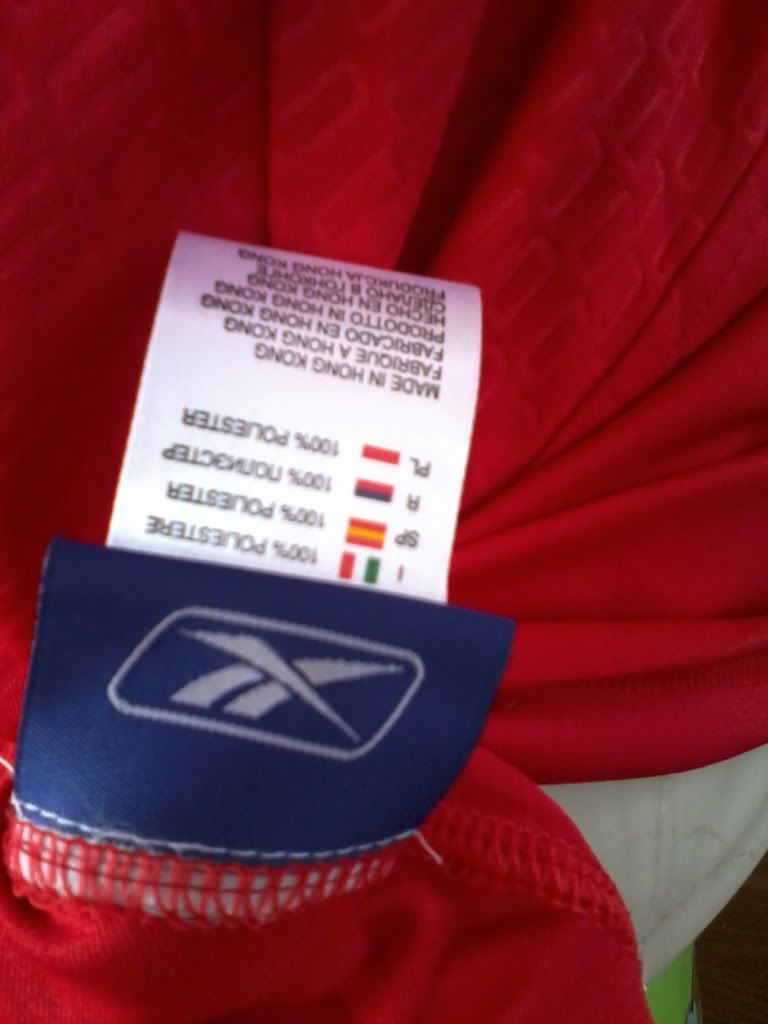 I 100% POLIESTERE
SP 100% POLIESTER
R 100% ПОЛИЭСТЕР
PL 100% POLIESTER
MADE IN HONG KONG
FABRIQUE A HONG KONG
FABRICADO EN HONG KONG
PRODOTTO IN HONG KONG
HECHO EN HONG KONG
СДЕЛАНО В ГОНКОНГЕ
PRODUKCJA HONG KONG